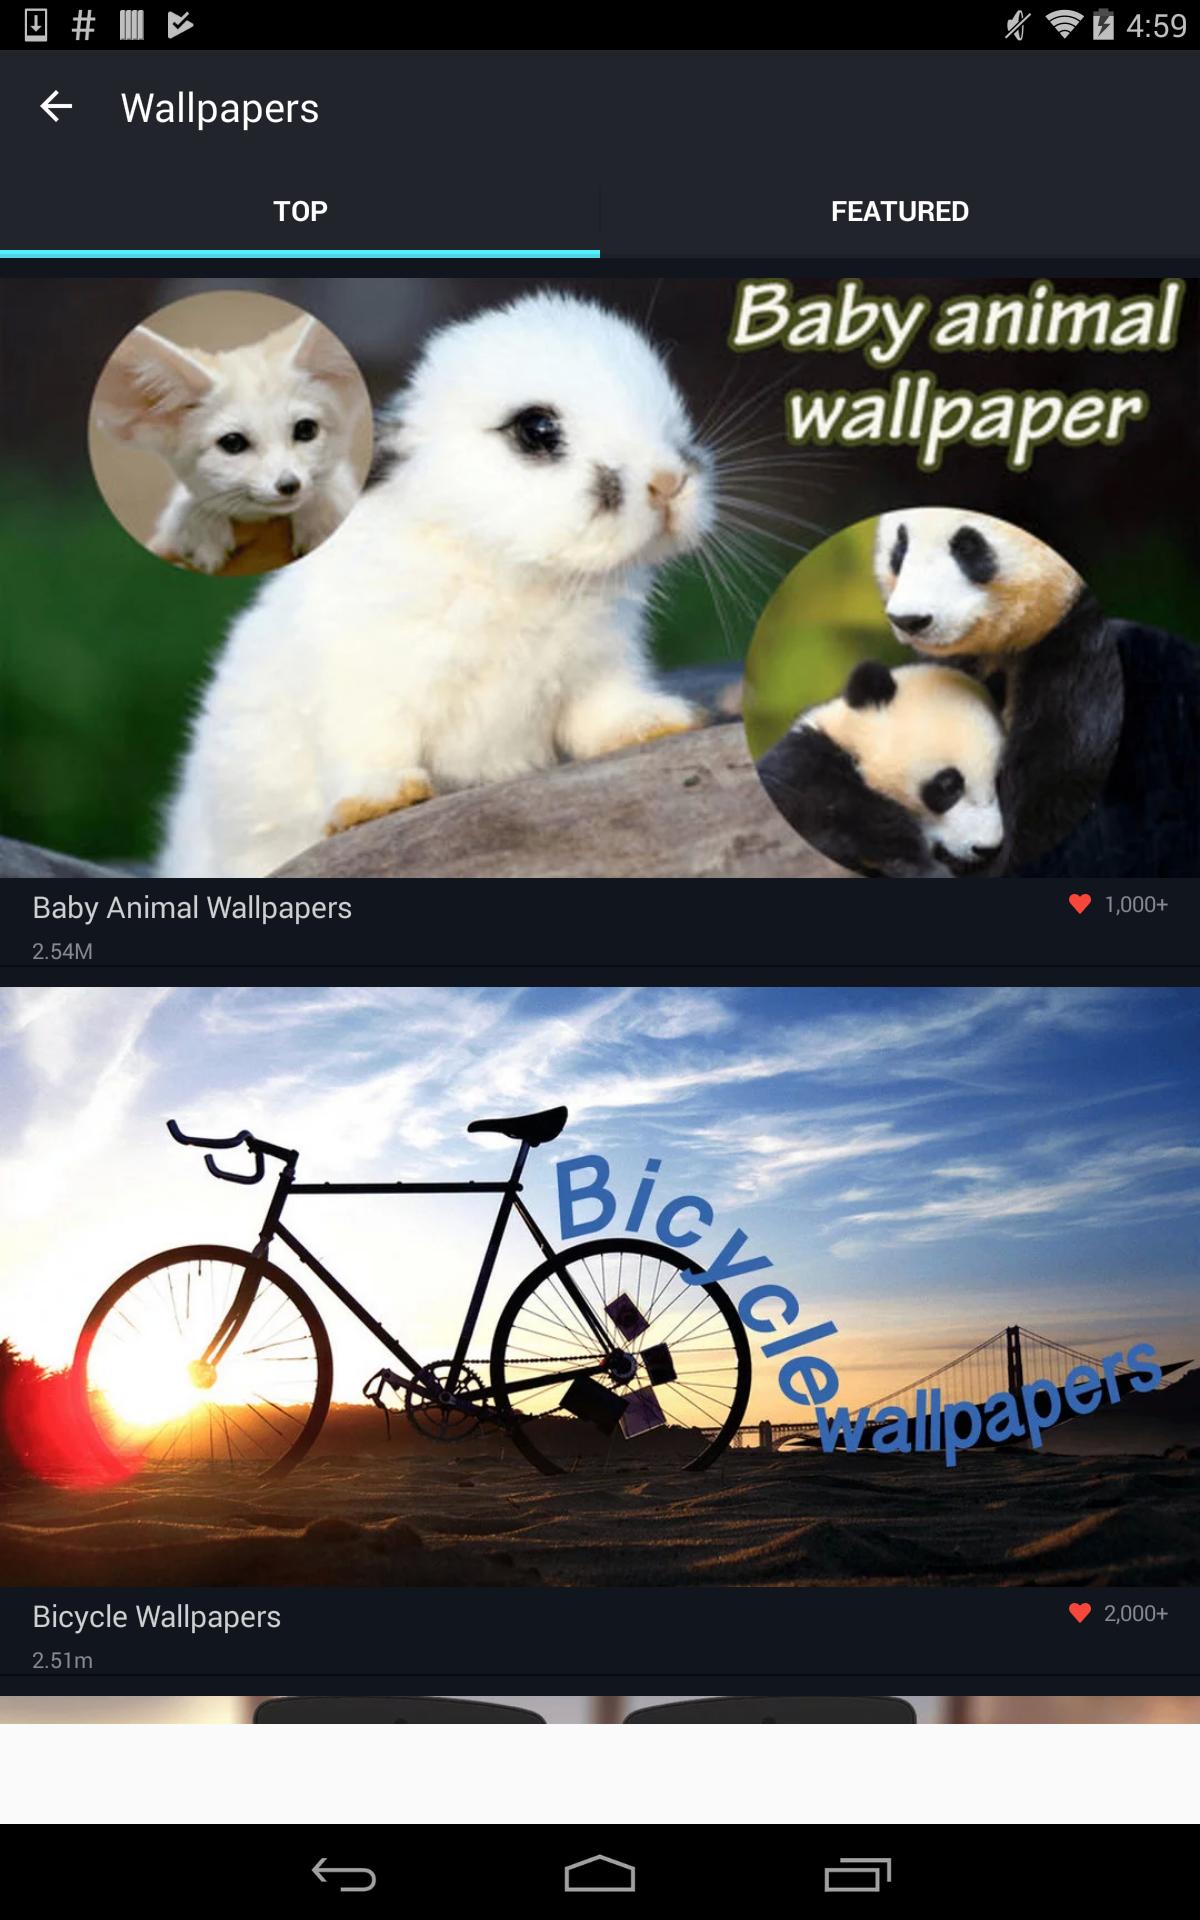 4:59
Wallpapers
TOP
FEATURED
Baby animal
wallpaper
Baby Animal Wallpapers
1,000+
2.54M
Bicycle
wallpapers
Bicycle Wallpapers
2,000+
2.51m